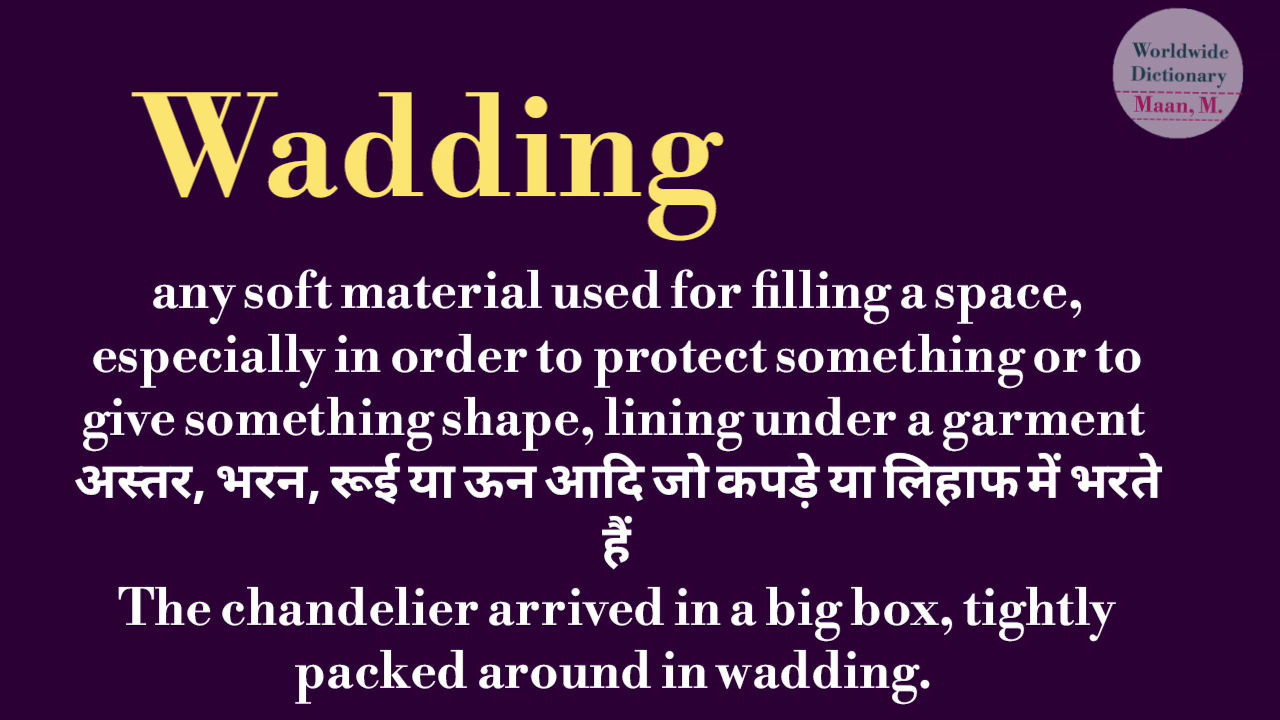 Worldwide
Dictionary
Maan, M.
Wadding
any soft material used for filling a space,
especially in order to protect something or to
give something shape, lining under a garment
अस्तर, भरन, रूई या ऊन आदि जो कपड़े या लिहाफ में भरते
हैं
The chandelier arrived in a big box, tightly
packed around in wadding.